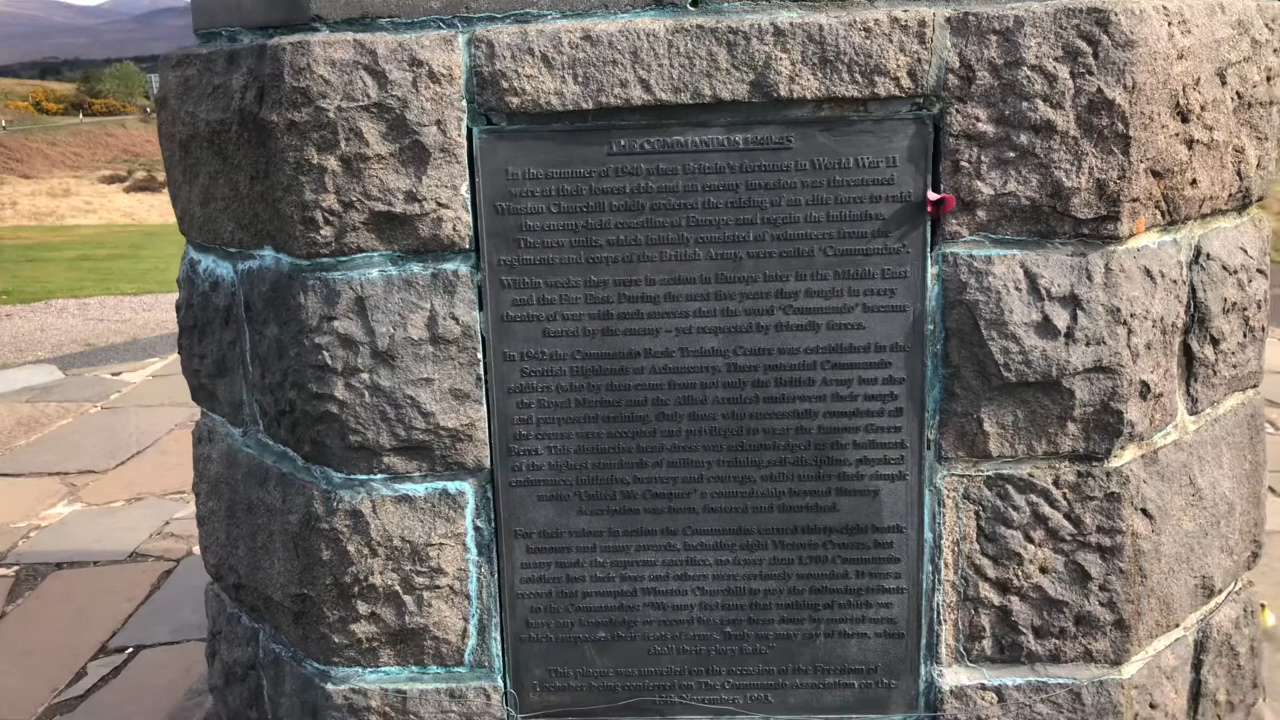 THE COMMANDOS 1940-45
In the summer of 1940 when Britain's fortunes in World War II
were at their lowest ebb and an enemy invasion was threatened
Winston Churchill boldly ordered the raising of an elite force to raid
the enemy-held coastline of Europe and regain the initiative.
The new units, which initially consisted of volunteers from the
regiments and corps of the British Army, were called 'Commandos'.
Within weeks they were in action in Europe later in the Middle East
and the Far East. During the next five years they fought in every
theatre of war with such success that the word 'Commando' became
feared by the enemy – yet respected by friendly forces.
In 1942 the Commando Basic Training Centre was established in the
Scottish Highlands at Achnacarry. There potential Commando
soldiers (who by then came from not only the British Army but also
the Royal Marines and the Allied Armies) underwent their tough
and purposeful training. Only those who successfully completed all
the course were accepted and privileged to wear the famous Green
Beret. This distinctive head-dress was acknowledged as the hallmark
of the highest standards of military training, self-discipline, physical
endurance, initiative, bravery and courage, whilst under their simple
motto 'United We Conquer' a comradeship beyond literary
description was born, fostered and flourished.
For their valour in action the Commandos earned thirty-eight battle
honours and many awards, including eight Victoria Crosses, but
many made the supreme sacrifice, no fewer than 1,700 Commando
soldiers lost their lives and others were seriously wounded. It was a
record that prompted Winston Churchill to pay the following tribute
to the Commandos: "We may feel sure that nothing of which we
have any knowledge or record has ever been done by mortal men,
which surpasses their feats of arms. Truly we may say of them, when
shall their glory fade."
This plaque was unveiled on the occasion of the Freedom of
Lochaber being conferred on The Commando Association on the
November, 1993.